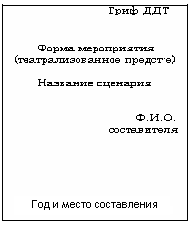 Гриф ДДТ
Форма мероприятия
(театрализованное предст-е)
Название сценария
Ф.И.О.
составителя
Год и место составления